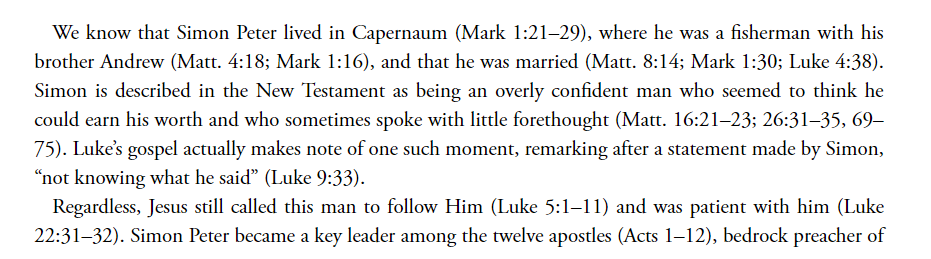 We know that Simon Peter lived in Capernaum (Mark 1:21–29), where he was a fisherman with his
brother Andrew (Matt. 4:18; Mark 1:16), and that he was married (Matt. 8:14; Mark 1:30; Luke 4:38).
Simon is described in the New Testament as being an overly confident man who seemed to think he
could earn his worth and who sometimes spoke with little forethought (Matt. 16:21–23; 26:31–35, 69–
75). Luke’s gospel actually makes note of one such moment, remarking after a statement made by Simon,
“not knowing what he said” (Luke 9:33).
Regardless, Jesus still called this man to follow Him (Luke 5:1–11) and was patient with him (Luke
22:31–32). Simon Peter became a key leader among the twelve apostles (Acts 1–12), bedrock preacher of